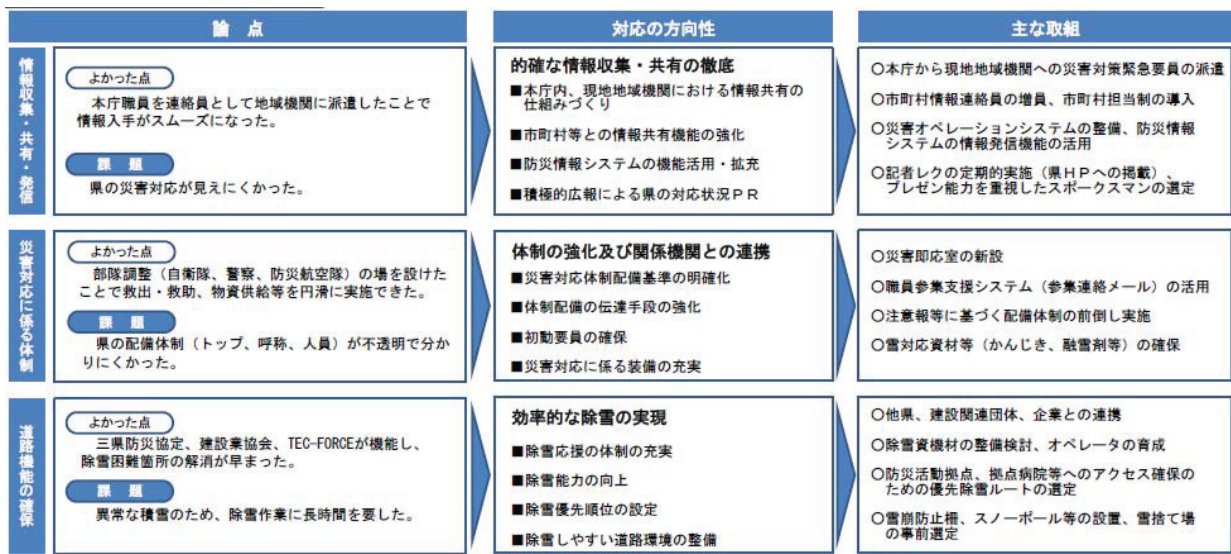 論 点
対応の方向性
主な取組
情報収集・共有・発信
よかった点
本庁職員を連絡員として地域機関に派遣したことで
情報入手がスムーズになった。
課 題
県の災害対応が見えにくかった。
的確な情報収集・共有の徹底
■本庁内、現地地域機関における情報共有の
仕組みづくり
■市町村等との情報共有機能の強化
■防災情報システムの機能活用・拡充
■積極的広報による県の対応状況PR
○本庁から現地地域機関への災害対策緊急要員の派遣
○市町村情報連絡員の増員、市町村担当制の導入
○災害オペレーションシステムの整備、防災情報
システムの情報発信機能の活用
○記者レクの定期的実施（県HPへの掲載）、
プレゼン能力を重視したスポークスマンの選定
災害対応に係る体制
よかった点
部隊調整（自衛隊、警察、防災航空隊）の場を設けた
ことで救出・救助、物資供給等を円滑に実施できた。
課 題
県の配備体制（トップ、呼称、人員）が不透明で分か
りにくかった。
体制の強化及び関係機関との連携
■災害対応体制配備基準の明確化
■体制配備の伝達手段の強化
■初動要員の確保
■災害対応に係る装備の充実
○災害即応室の新設
○職員参集支援システム（参集連絡メール）の活用
○注意報等に基づく配備体制の前倒し実施
○雪対応資材等（かんじき、融雪剤等）の確保
道路機能の確保
よかった点
三県防災協定、建設業協会、TEC-FORCEが機能し、
除雪困難箇所の解消が早まった。
課 題
異常な積雪のため、除雪作業に長時間を要した。
効率的な除雪の実現
■除雪応援の体制の充実
■除雪能力の向上
■除雪優先順位の設定
■除雪しやすい道路環境の整備
○他県、建設関連団体、企業との連携
○除雪資機材の整備検討、オペレータの育成
○防災活動拠点、拠点病院等へのアクセス確保の
ための優先除雪ルートの選定
○雪崩防止柵、スノーポール等の設置、雪捨て場
の事前選定